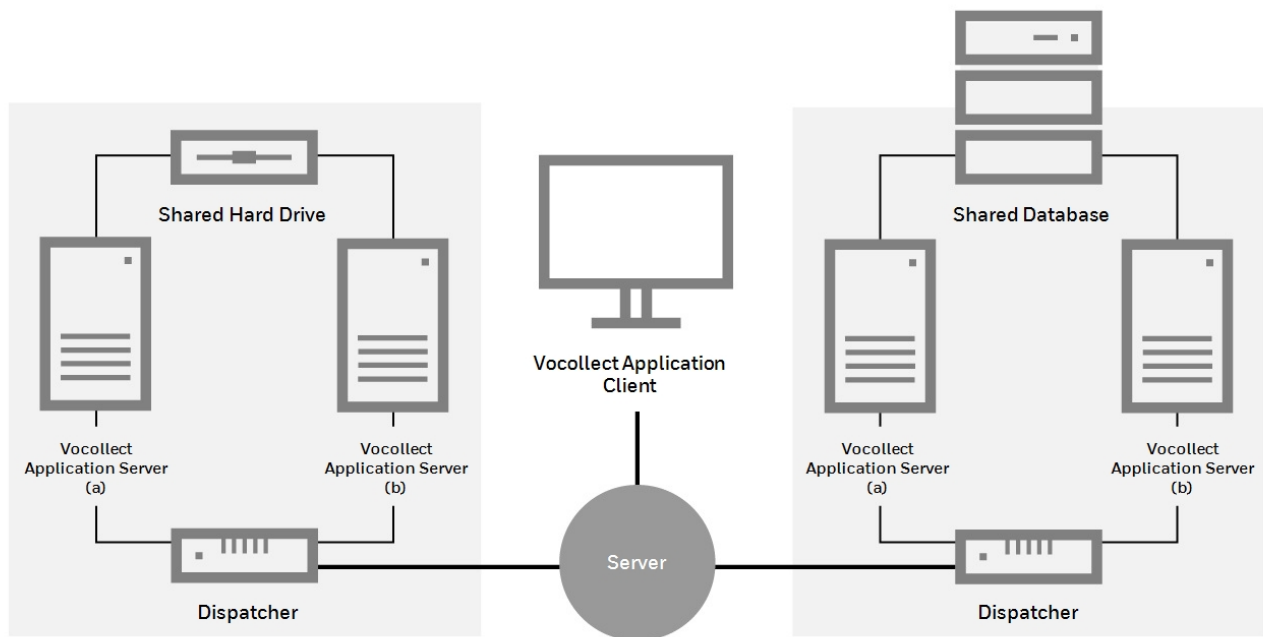 Shared Hard Drive
Shared Database
Vocollect Application
Client
Vocollect
Application Server
(a)
Vocollect
Application Server
(b)
Vocollect
Application Server
(a)
Vocollect
Application Server
(b)
Server
Dispatcher
Dispatcher